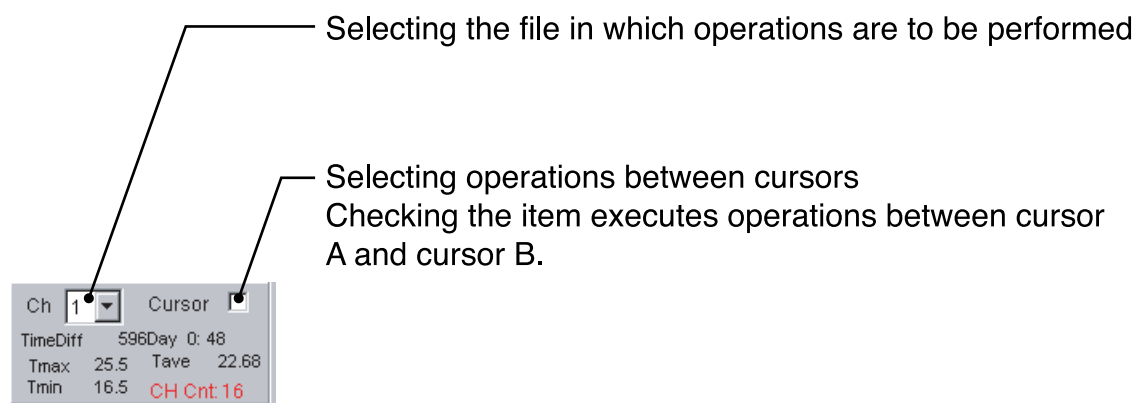 Selecting the file in which operations are to be performed
Selecting operations between cursors
Checking the item executes operations between cursor
A and cursor B.
Ch 1 Cursor
TimeDiff 596Day 0: 48
Tmax 25.5 Tave 22.68
Tmin 16.5 CH Cnt: 16